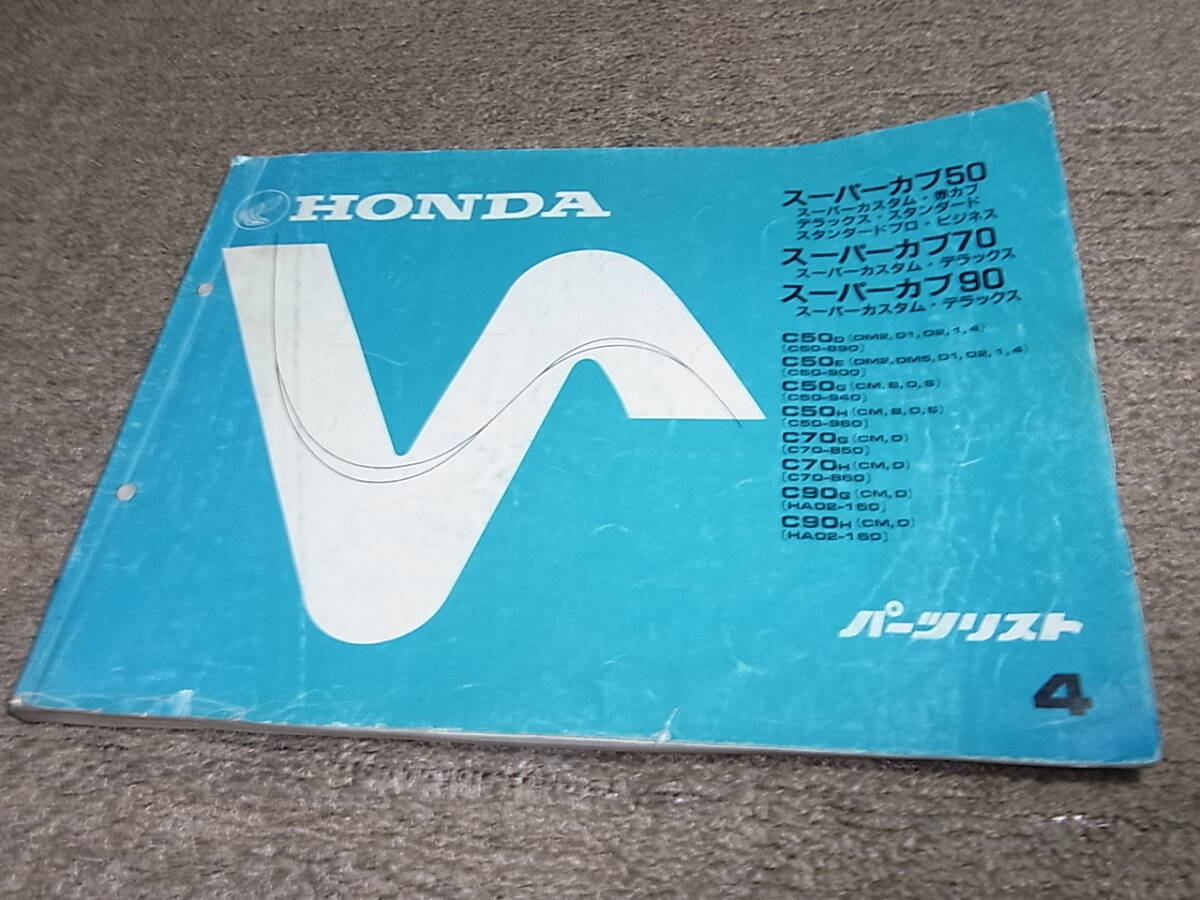 HONDA
スーパーカブ50
スーパーカスタム・赤カブ
デラックス・スタンダード
スタンダードプロ・ビジネス
スーパーカブ70
スーパーカスタム・デラックス
スーパーカブ90
スーパーカスタム・デラックス
C50D (DM2, D1, D2, 1, 4)
(C50-890)
C50E (DM2, DM5, D1, D2, 1, 4)
(C50-900)
C50G (CM, B, D, S)
(C50-940)
C50H (CM, B, D, S)
(C50-960)
C70G (CM, D)
(C70-850)
C70H (CM, D)
(C70-860)
C90G (CM, D)
(HA02-150)
C90H (CM, D)
(HA02-160)
パーツリスト
4